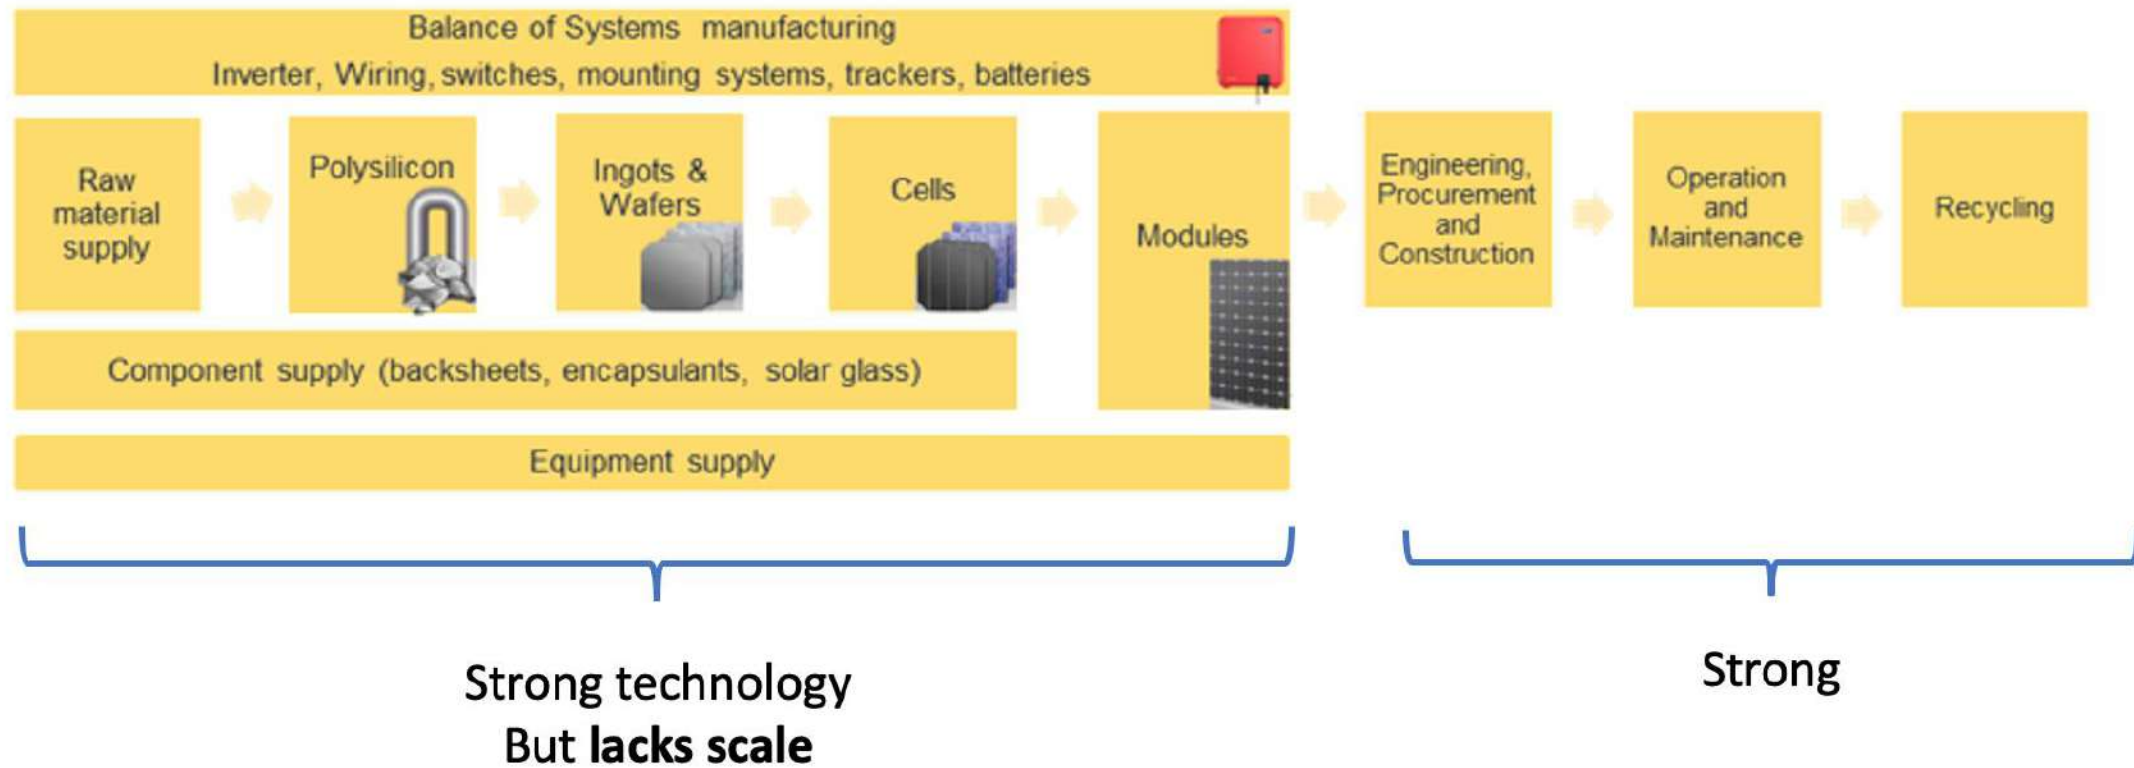 Balance of Systems manufacturing
Inverter, Wiring, switches, mounting systems, trackers, batteries
Raw
material
supply
Polysilicon
Ingots &
Wafers
Cells
Modules
Engineering,
Procurement
and
Construction
Operation
and
Maintenance
Recycling
Component supply (backsheets, encapsulants, solar glass)
Equipment supply
Strong technology
But lacks scale
Strong